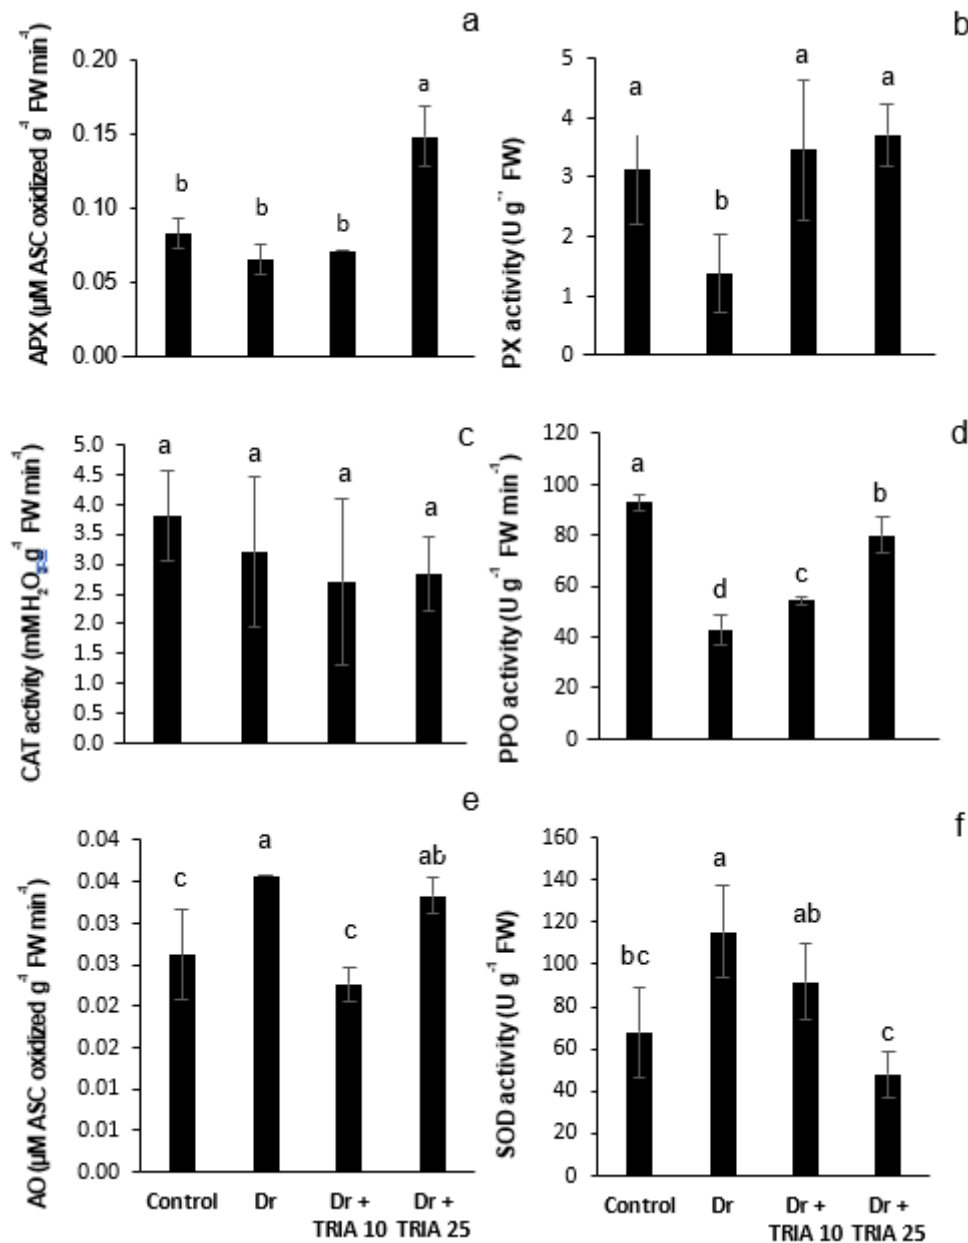 a
APX (µM ASC oxidized g⁻¹ FW min⁻¹)
0.20
0.15
0.10
0.05
0.00
b
b
b
a
b
PX activity (U g⁻¹ FW)
5
4
3
2
1
0
a
b
a
a
c
CAT activity (mM H₂O₂ g⁻¹ FW min⁻¹)
5.0
4.5
4.0
3.5
3.0
2.5
2.0
1.5
1.0
0.5
0.0
a
a
a
a
d
PPO activity (U g⁻¹ FW min⁻¹)
120
100
80
60
40
20
0
a
d
c
b
e
AO (µM ASC oxidized g⁻¹ FW min⁻¹)
0.04
0.04
0.03
0.03
0.02
0.02
0.01
0.01
0.00
c
a
c
ab
Control
Dr
Dr +
TRIA 10
Dr +
TRIA 25
f
SOD activity (U g⁻¹ FW)
160
140
120
100
80
60
40
20
0
bc
a
ab
c
Control
Dr
Dr +
TRIA 10
Dr +
TRIA 25